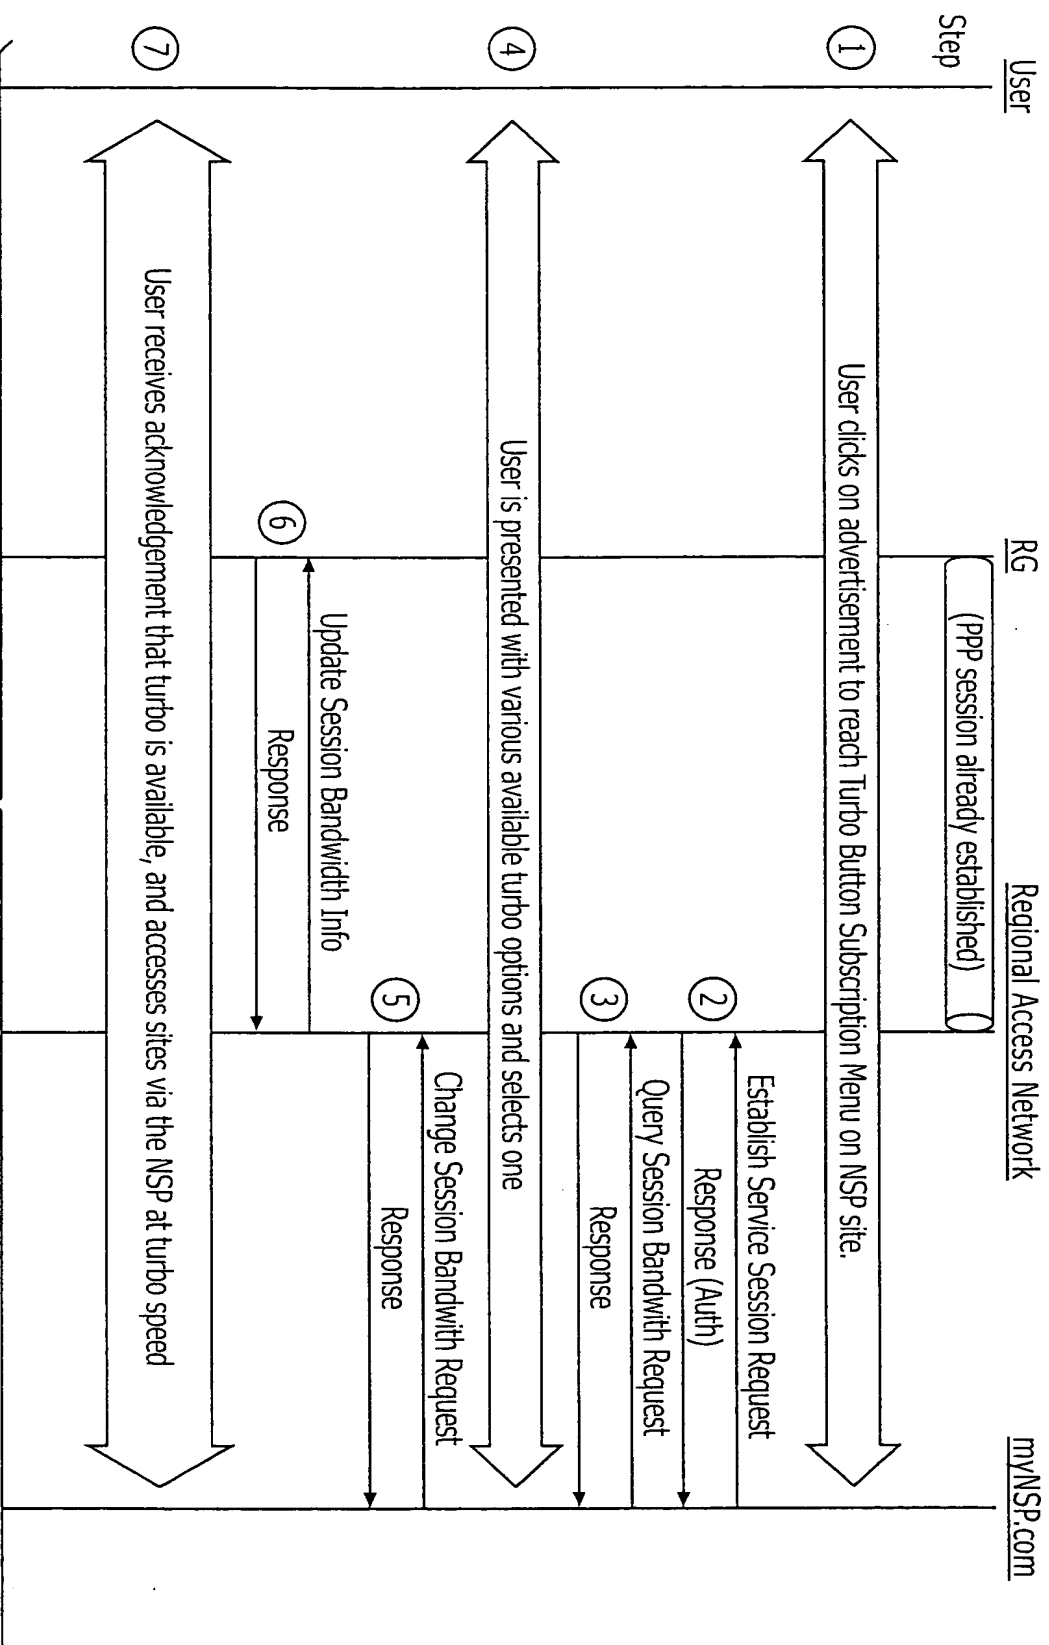 User
RG
Regional Access Network
myNSP.com
Step
(PPP session already established)
1
User clicks on advertisement to reach Turbo Button Subscription Menu on NSP site.
Establish Service Session Request
2
Response (Auth)
Query Session Bandwith Request
3
Response
4
User is presented with various available turbo options and selects one
Change Session Bandwith Request
5
Response
Update Session Bandwidth Info
6
Response
7
User receives acknowledgement that turbo is available, and accesses sites via the NSP at turbo speed